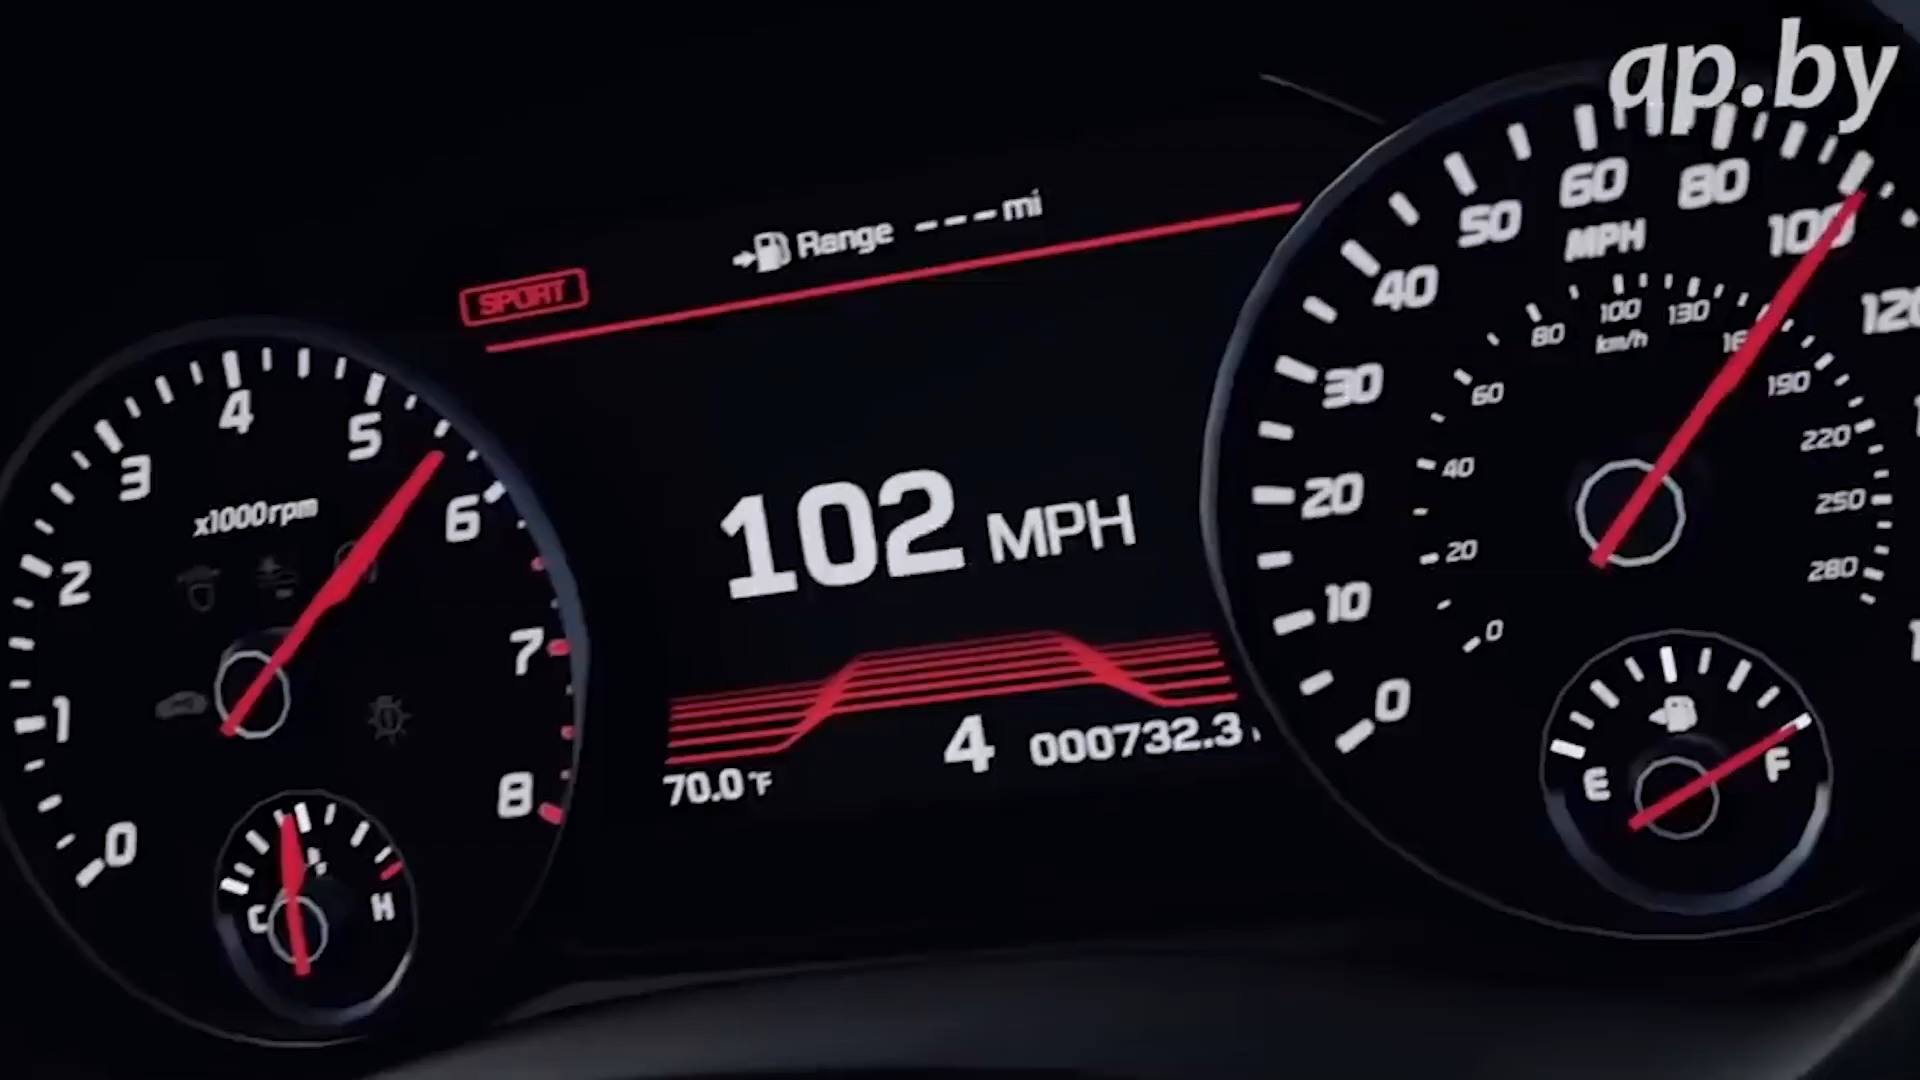 ap.by
Range ---mi
SPORT
102 MPH
70.0°F
4
000732.3
x1000rpm
0
1
2
3
4
5
6
7
8
C
H
MPH
0
10
20
30
40
50
60
80
100
120
km/h
0
20
40
60
80
100
130
190
220
250
280
E
F